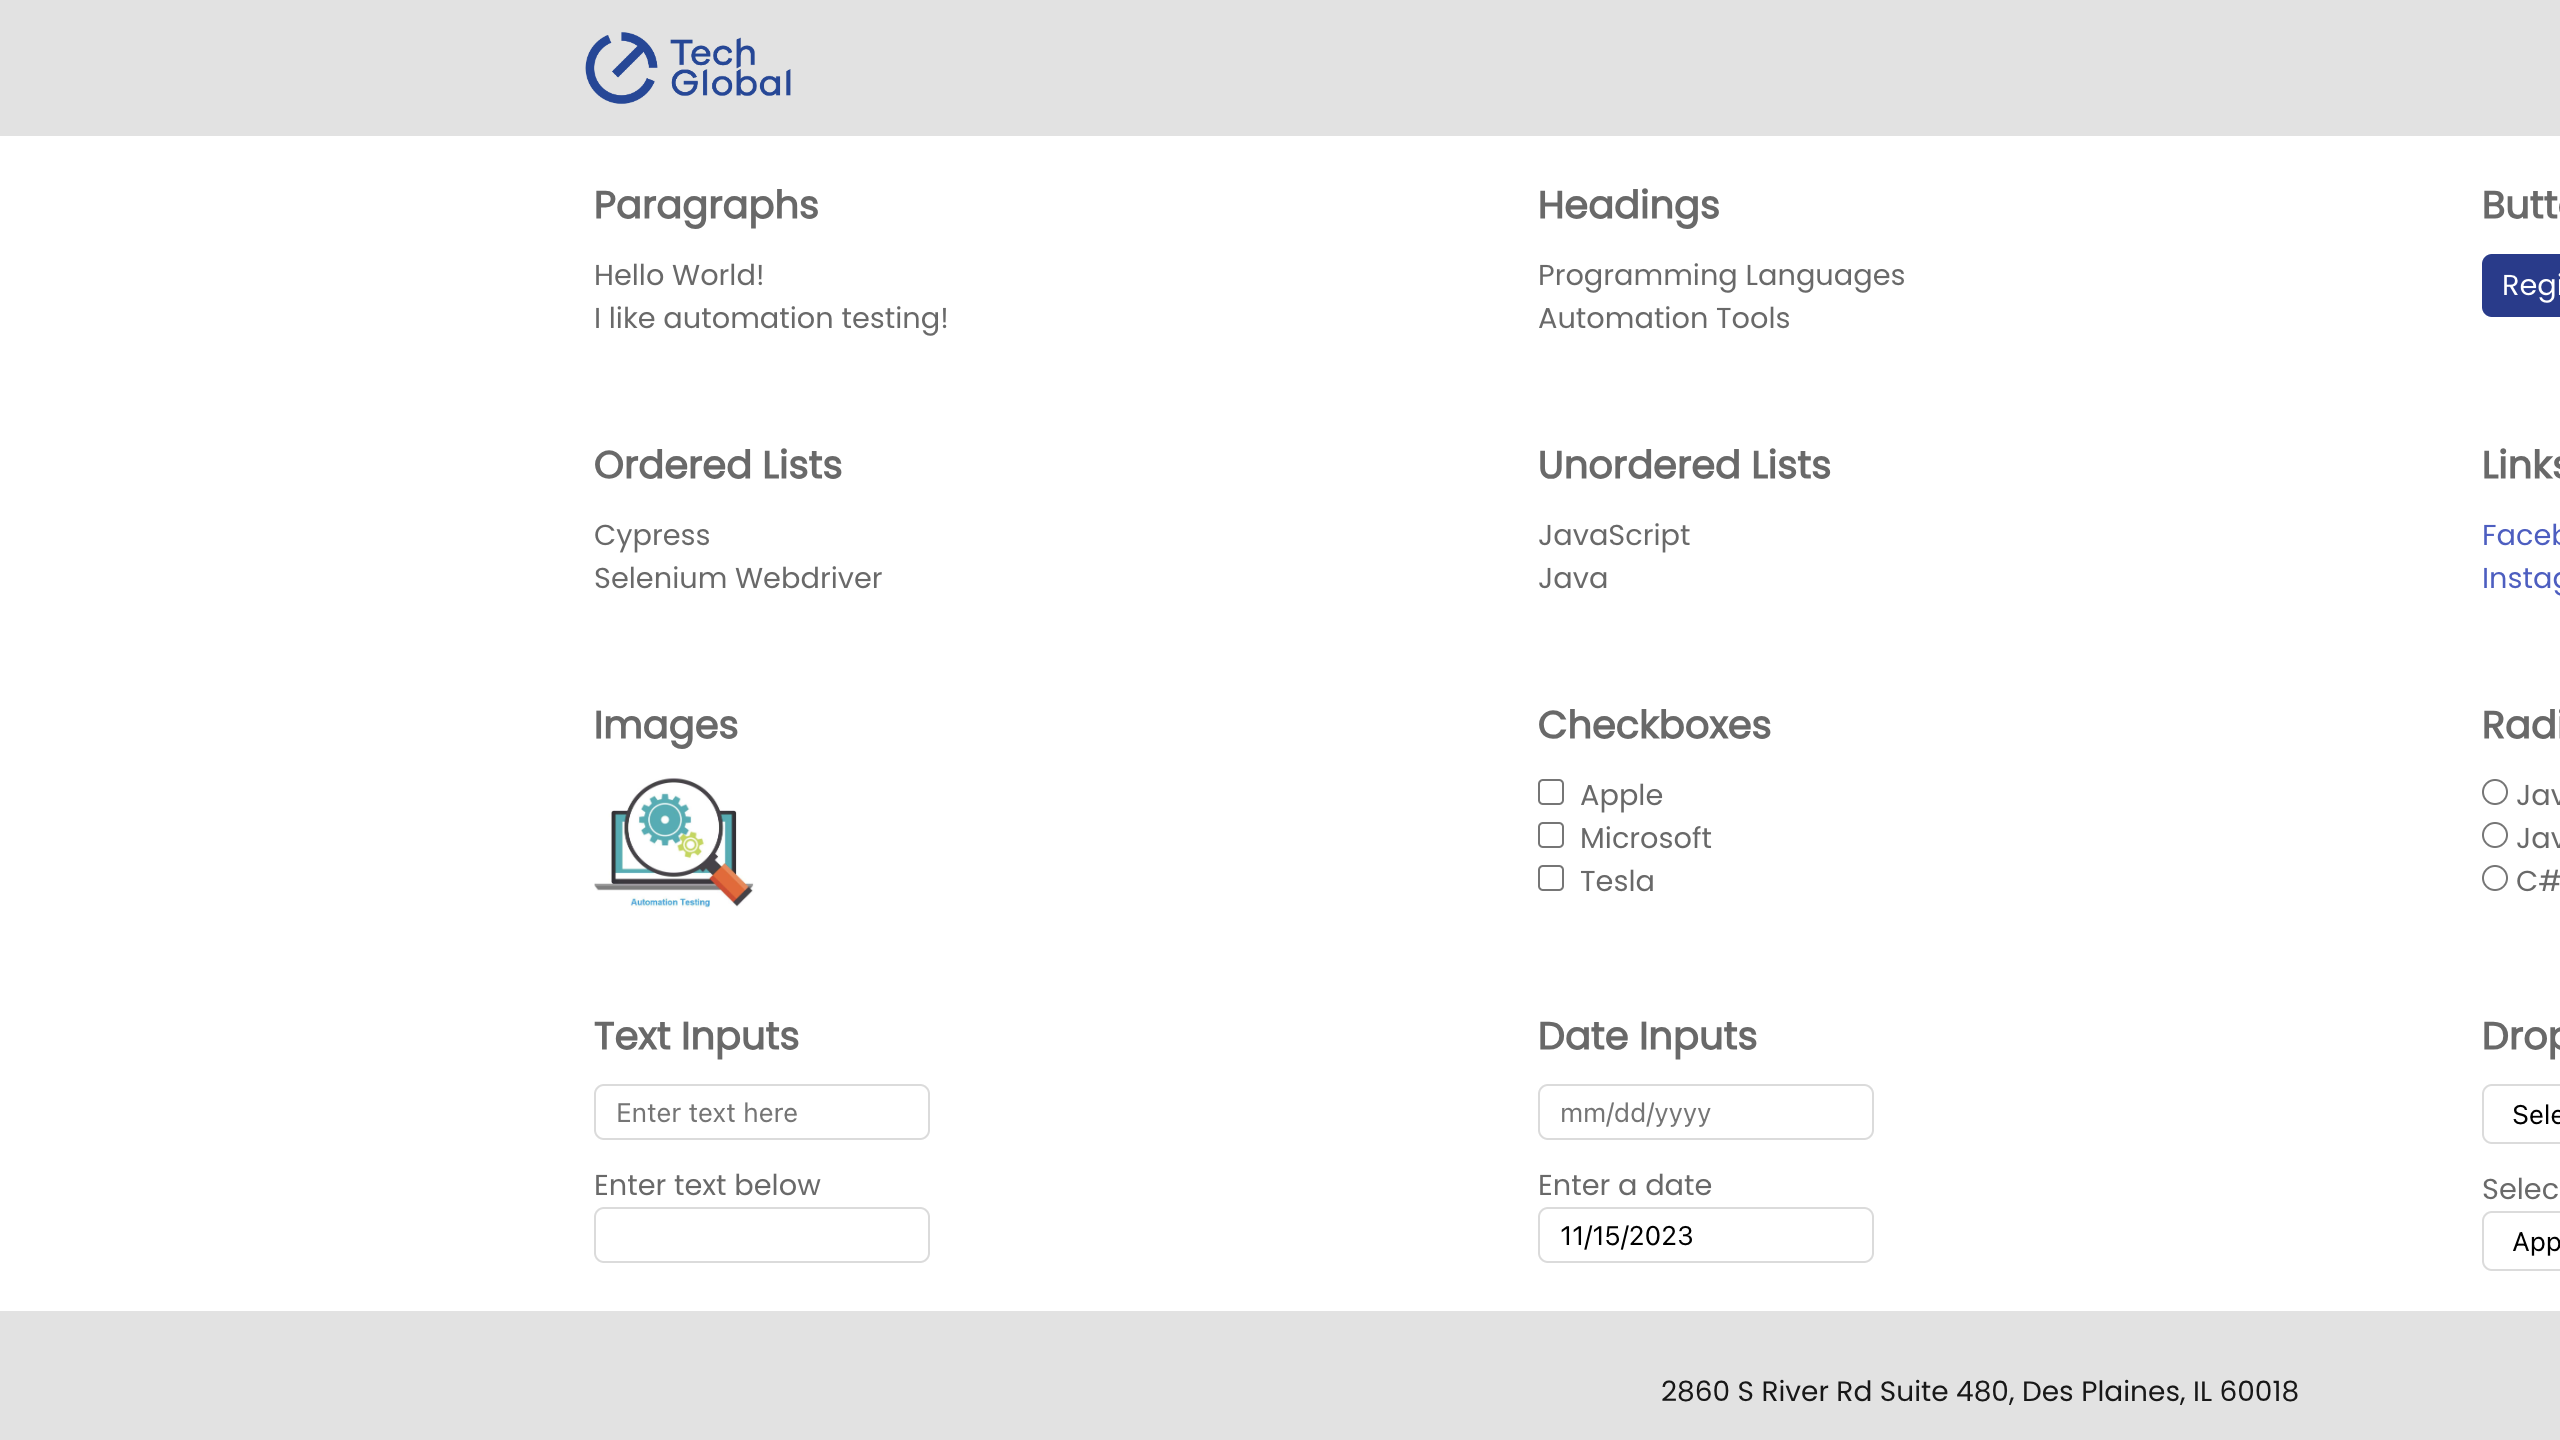 Tech
Global
Paragraphs
Hello World!
I like automation testing!
Headings
Programming Languages
Automation Tools
Butt
Regi
Ordered Lists
Cypress
Selenium Webdriver
Unordered Lists
JavaScript
Java
Links
Faceb
Instag
Images
Automation Testing
Checkboxes
Apple
Microsoft
Tesla
Radi
Jav
Jav
C#
Text Inputs
Enter text here
Enter text below
Date Inputs
mm/dd/yyyy
Enter a date
11/15/2023
Drop
Sele
Selec
App
2860 S River Rd Suite 480, Des Plaines, IL 60018